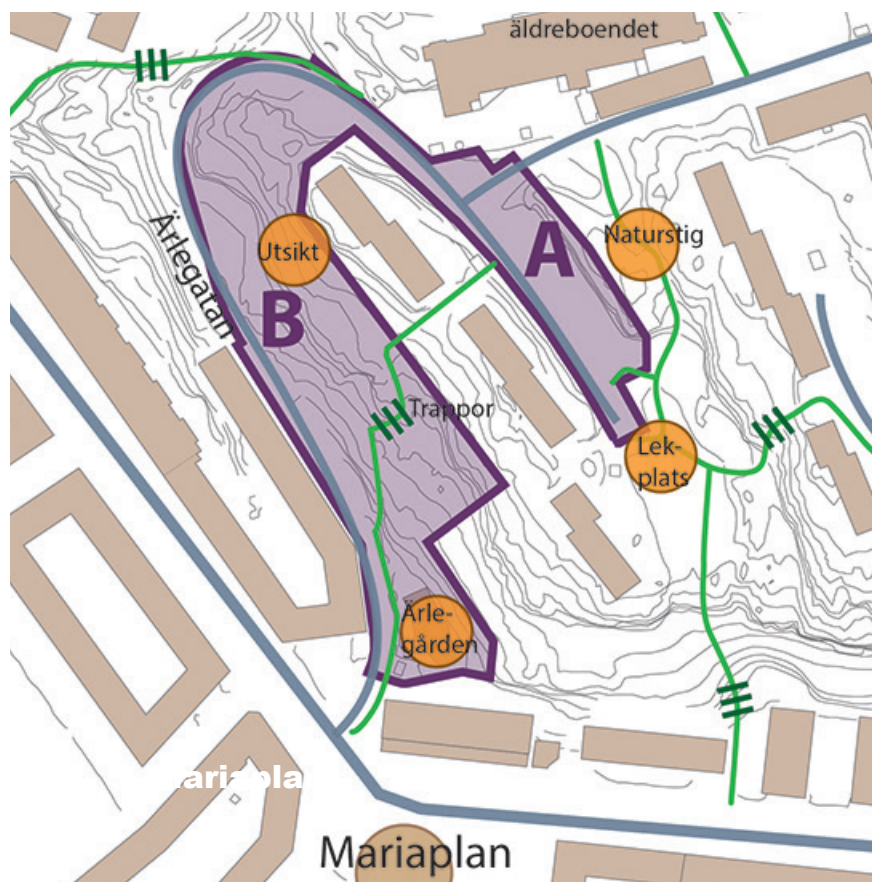 äldreboendet
Naturstig
Utsikt
A
Ärlegatan
B
Trappor
Lek-
plats
Ärle-
gården
Mariaplan